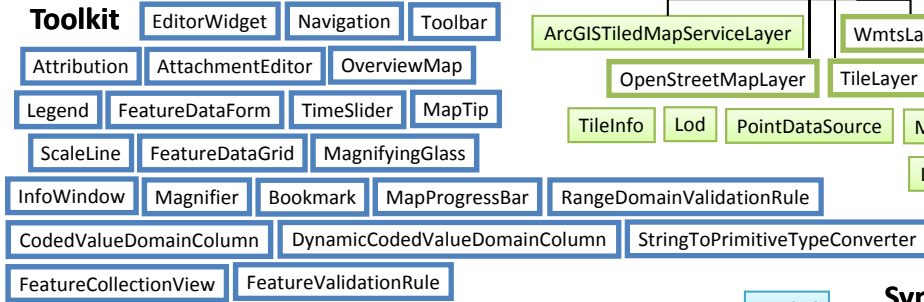 Toolkit EditorWidget Navigation Toolbar
Attribution AttachmentEditor OverviewMap
Legend FeatureDataForm TimeSlider MapTip
ScaleLine FeatureDataGrid MagnifyingGlass
InfoWindow Magnifier Bookmark MapProgressBar RangeDomainValidationRule
CodedValueDomainColumn DynamicCodedValueDomainColumn StringToPrimitiveTypeConverter
FeatureCollectionView FeatureValidationRule
ArcGISTiledMapServiceLayer WmtsLa
OpenStreetMapLayer TileLayer
TileInfo Lod PointDataSource